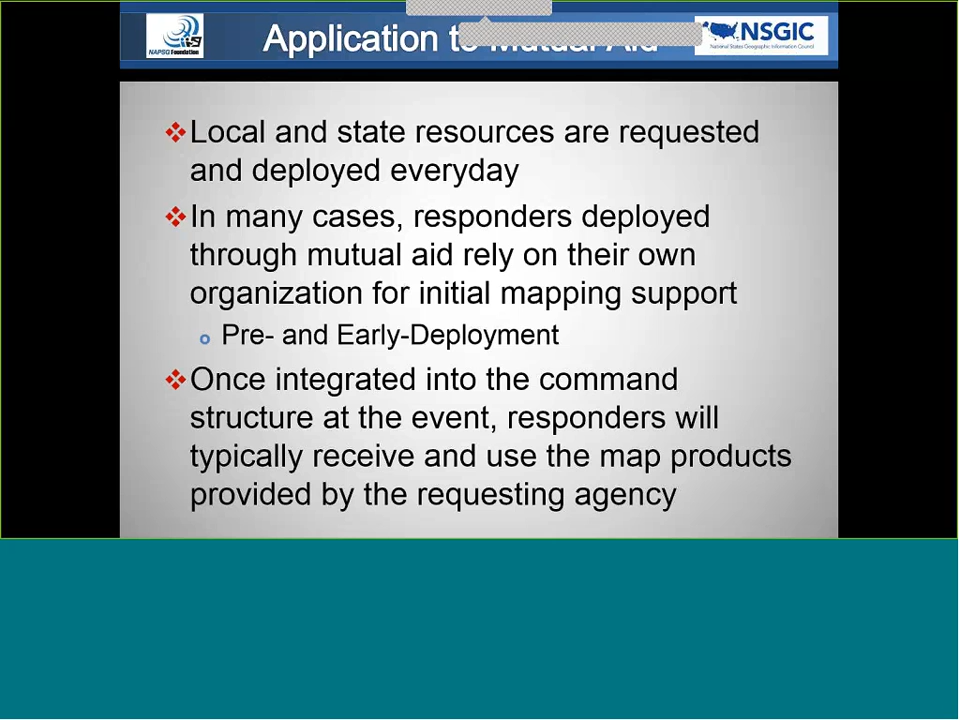 Application to Mutual Aid
NAPSG Foundation
NSGIC
National States Geographic Information Council
Local and state resources are requested
and deployed everyday
In many cases, responders deployed
through mutual aid rely on their own
organization for initial mapping support
Pre- and Early-Deployment
Once integrated into the command
structure at the event, responders will
typically receive and use the map products
provided by the requesting agency